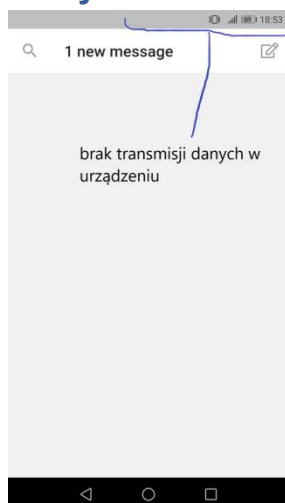 18:53
1 new message
brak transmisji danych w
urządzeniu